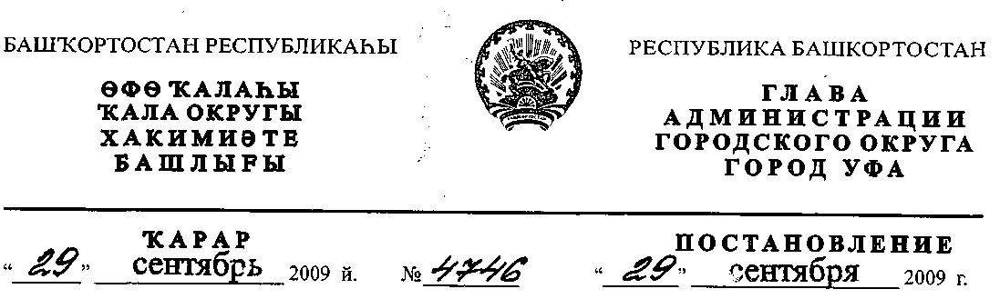 БАШҠОРТОСТАН РЕСПУБЛИКАҺЫ
ӨФӨ ҠАЛАҺЫ
ҠАЛА ОКРУГЫ
ХАКИМИӘТЕ
БАШЛЫҒЫ
РЕСПУБЛИКА БАШКОРТОСТАН
ГЛАВА
АДМИНИСТРАЦИИ
ГОРОДСКОГО ОКРУГА
ГОРОД УФА
ҠАРАР
ПОСТАНОВЛЕНИЕ
“ 29 ” сентябрь 2009 й. № 4746 “ 29 ” сентября 2009 г.